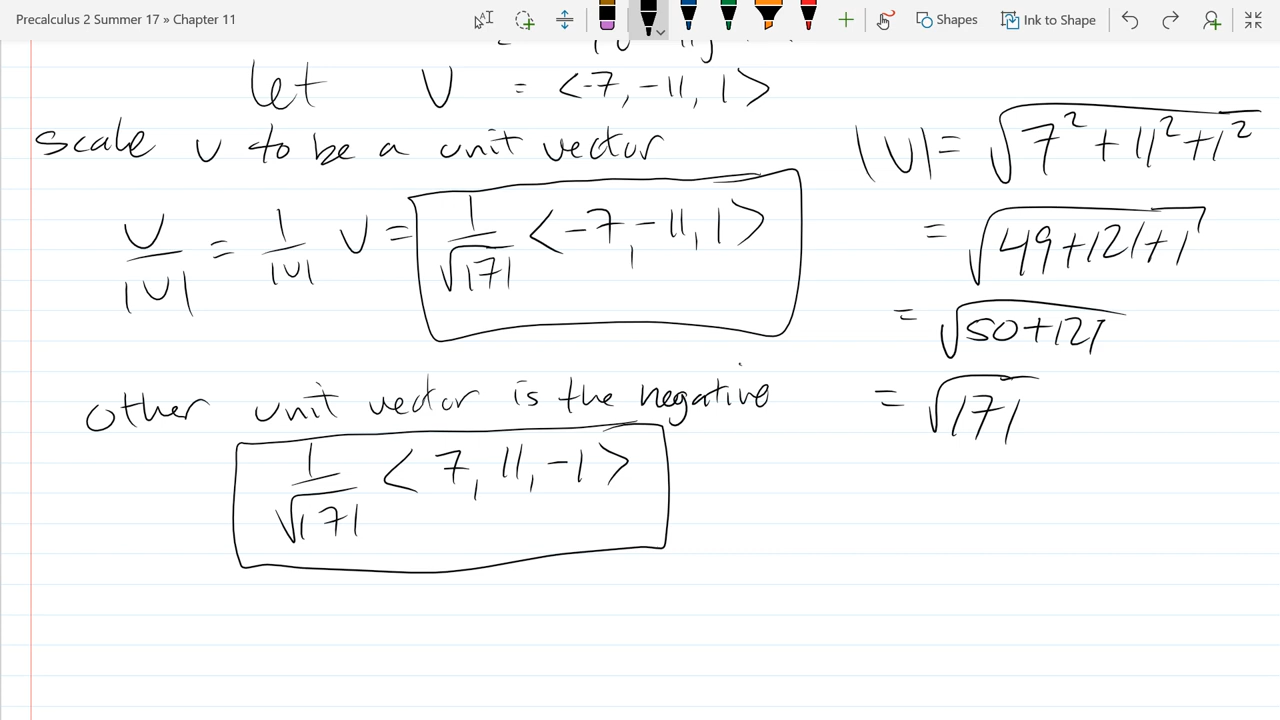 Precalculus 2 Summer 17 » Chapter 11
Shapes
Ink to Shape
let V = <-7, -11, 1>
scale v to be a unit vector
V/|V| = 1/|V| V = 1/√171 <-7, -11, 1>
other unit vector is the negative
1/√171 <7, 11, -1>
|V| = √7² + 11² + 1²
= √49+121+1
= √50+121
= √171